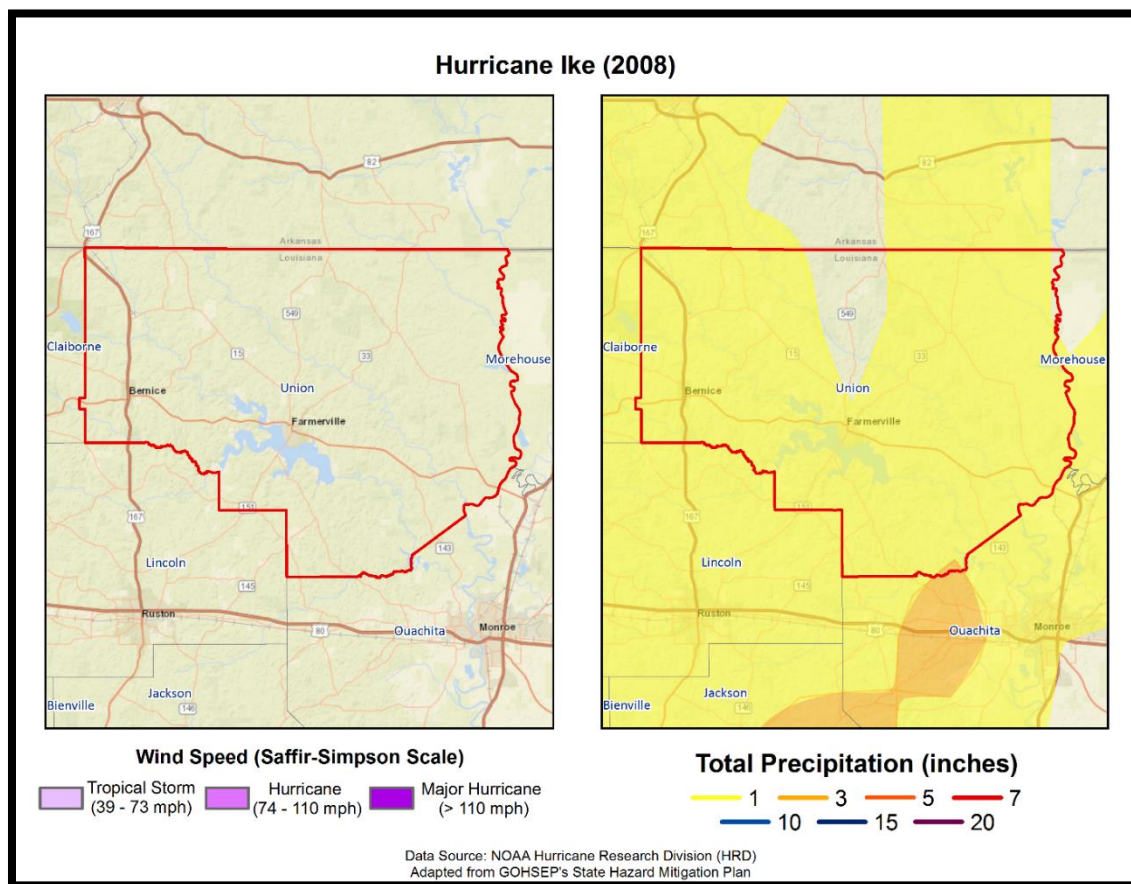 Hurricane Ike (2008)
82
167
Arkansas
Louisiana
549
Claiborne
15
33
Morehouse
Bernice
Union
Farmerville
151
167
Lincoln
143
145
Ruston
80
Ouachita
Monroe
Jackson
Bienville
146
82
167
Arkansas
Louisiana
549
Claiborne
15
33
Morehouse
Bernice
Union
Farmerville
151
167
Lincoln
143
145
Ruston
80
Ouachita
Monroe
Jackson
Bienville
146
Wind Speed (Saffir-Simpson Scale)
Tropical Storm
(39 - 73 mph)
Hurricane
(74 - 110 mph)
Major Hurricane
(> 110 mph)
Total Precipitation (inches)
1 3 5 7
10 15 20
Data Source: NOAA Hurricane Research Division (HRD)
Adapted from GOHSEP's State Hazard Mitigation Plan